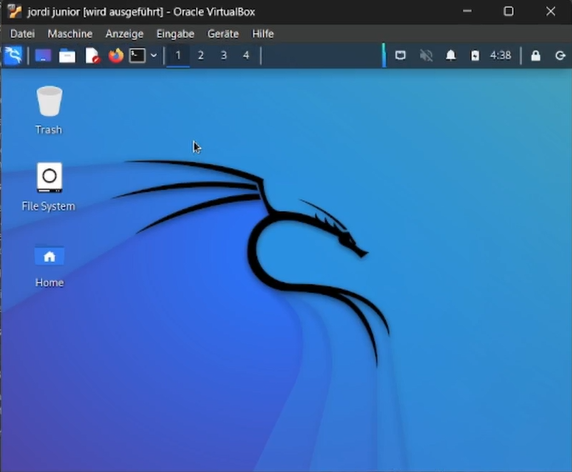 jordi junior [wird ausgeführt] - Oracle VirtualBox
Datei Maschine Anzeige Eingabe Geräte Hilfe
1 2 3 4 4:38
Trash
File System
Home